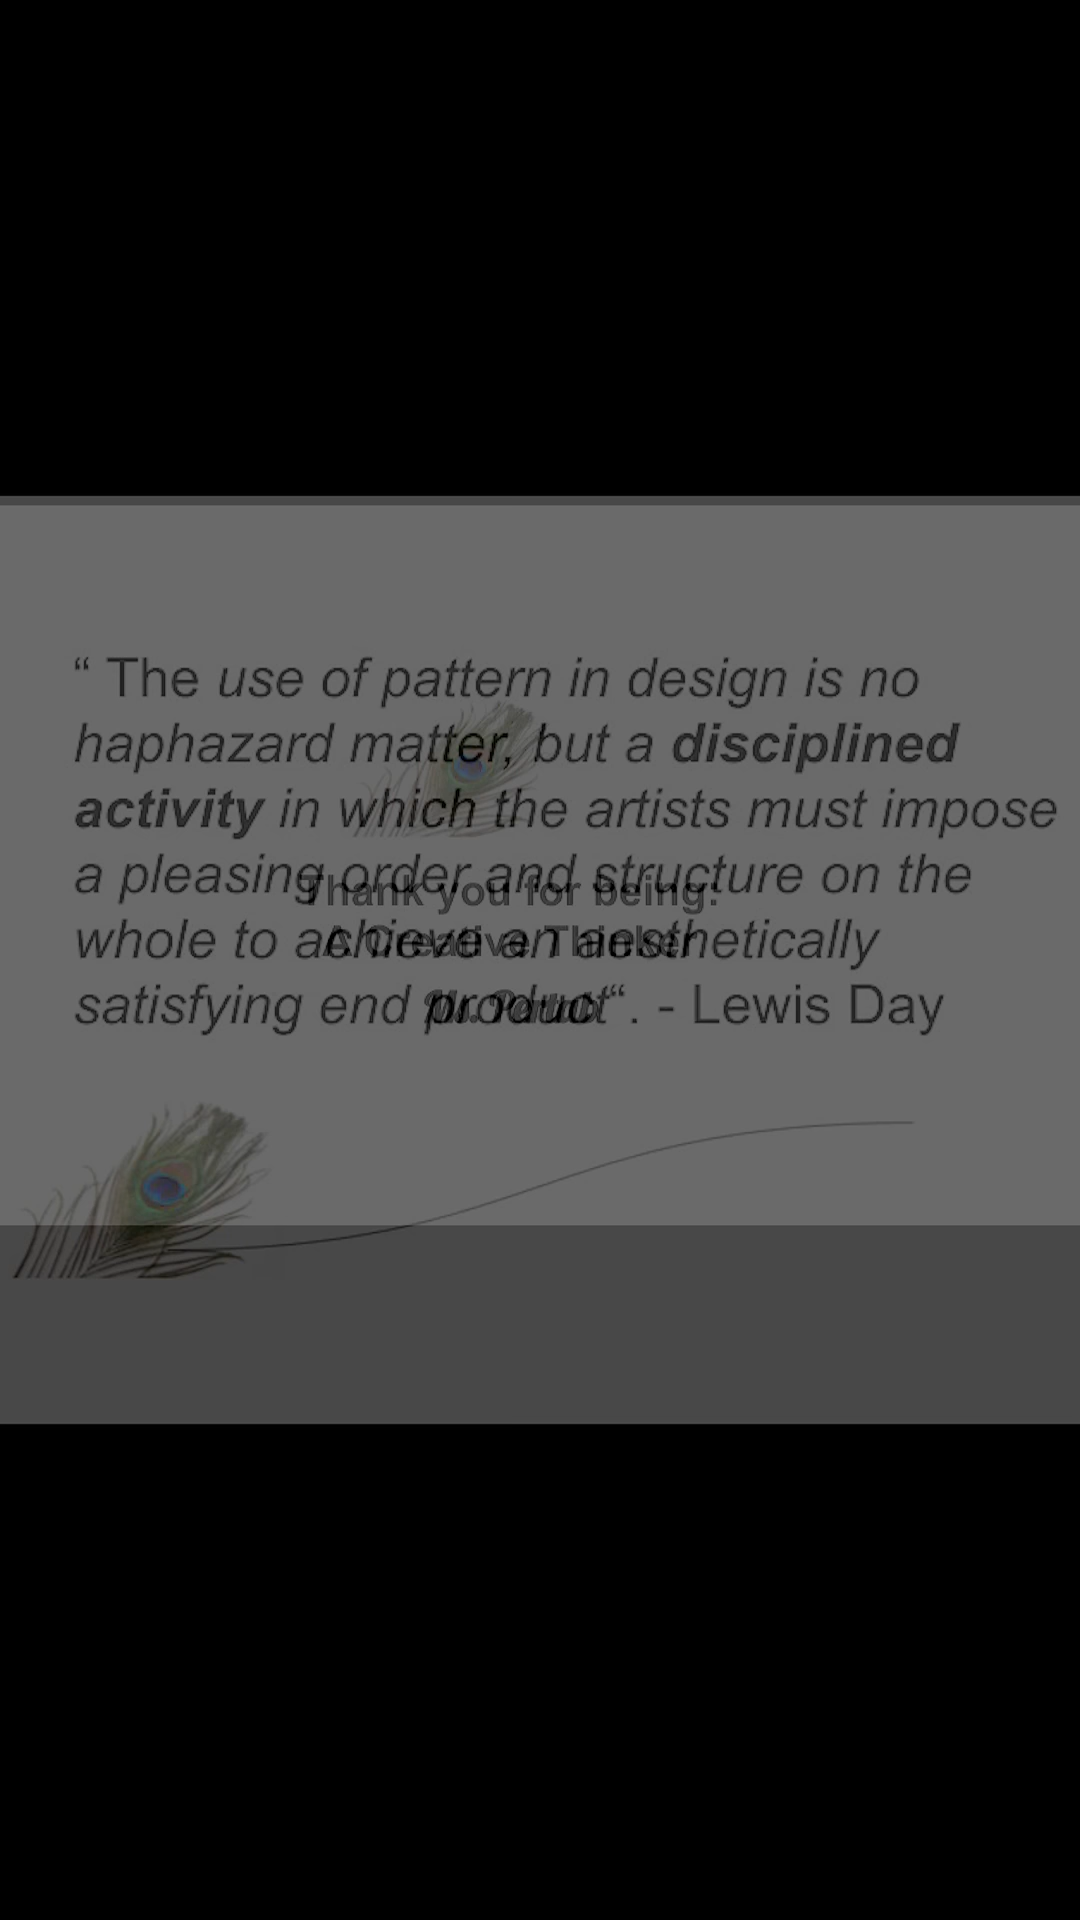 “ The use of pattern in design is no
haphazard matter, but a disciplined
activity in which the artists must impose
a pleasing order and structure on the
whole to achieve an aesthetically
satisfying end product“. - Lewis Day
Thank you for being:
A Creative Thinker